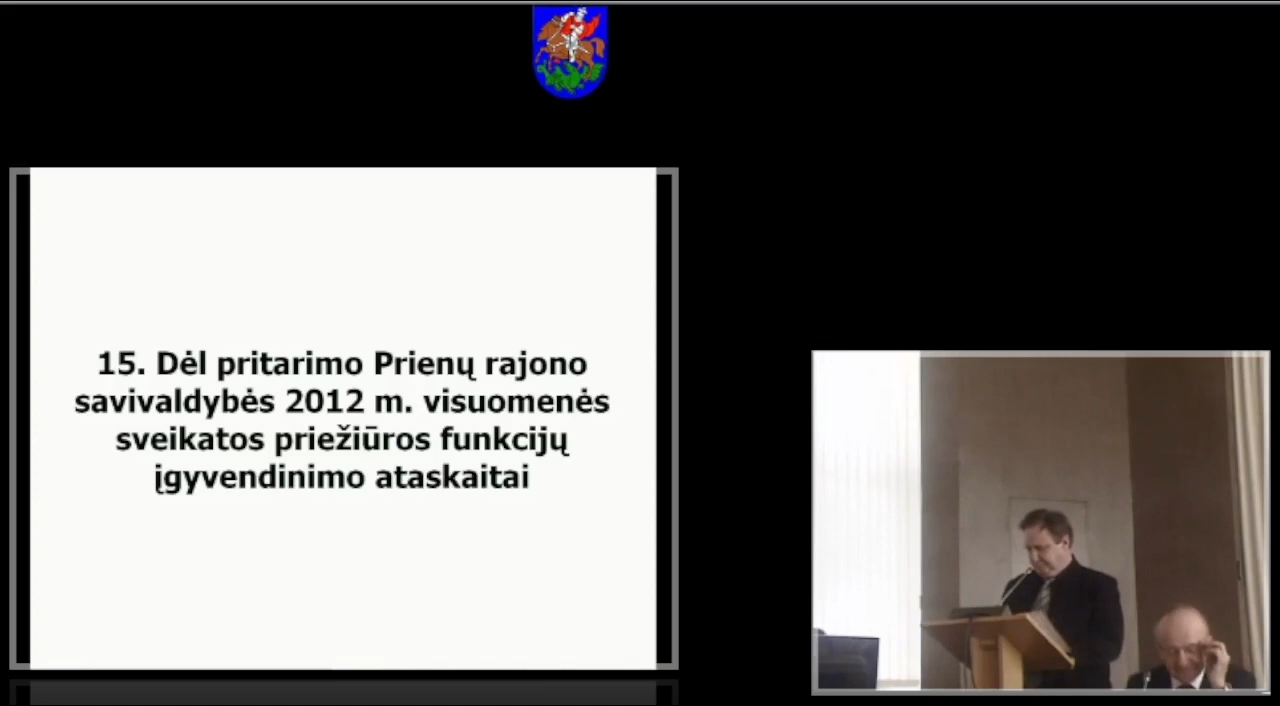 15. Dėl pritarimo Prienų rajono
savivaldybės 2012 m. visuomenės
sveikatos priežiūros funkcijų
įgyvendinimo ataskaitai